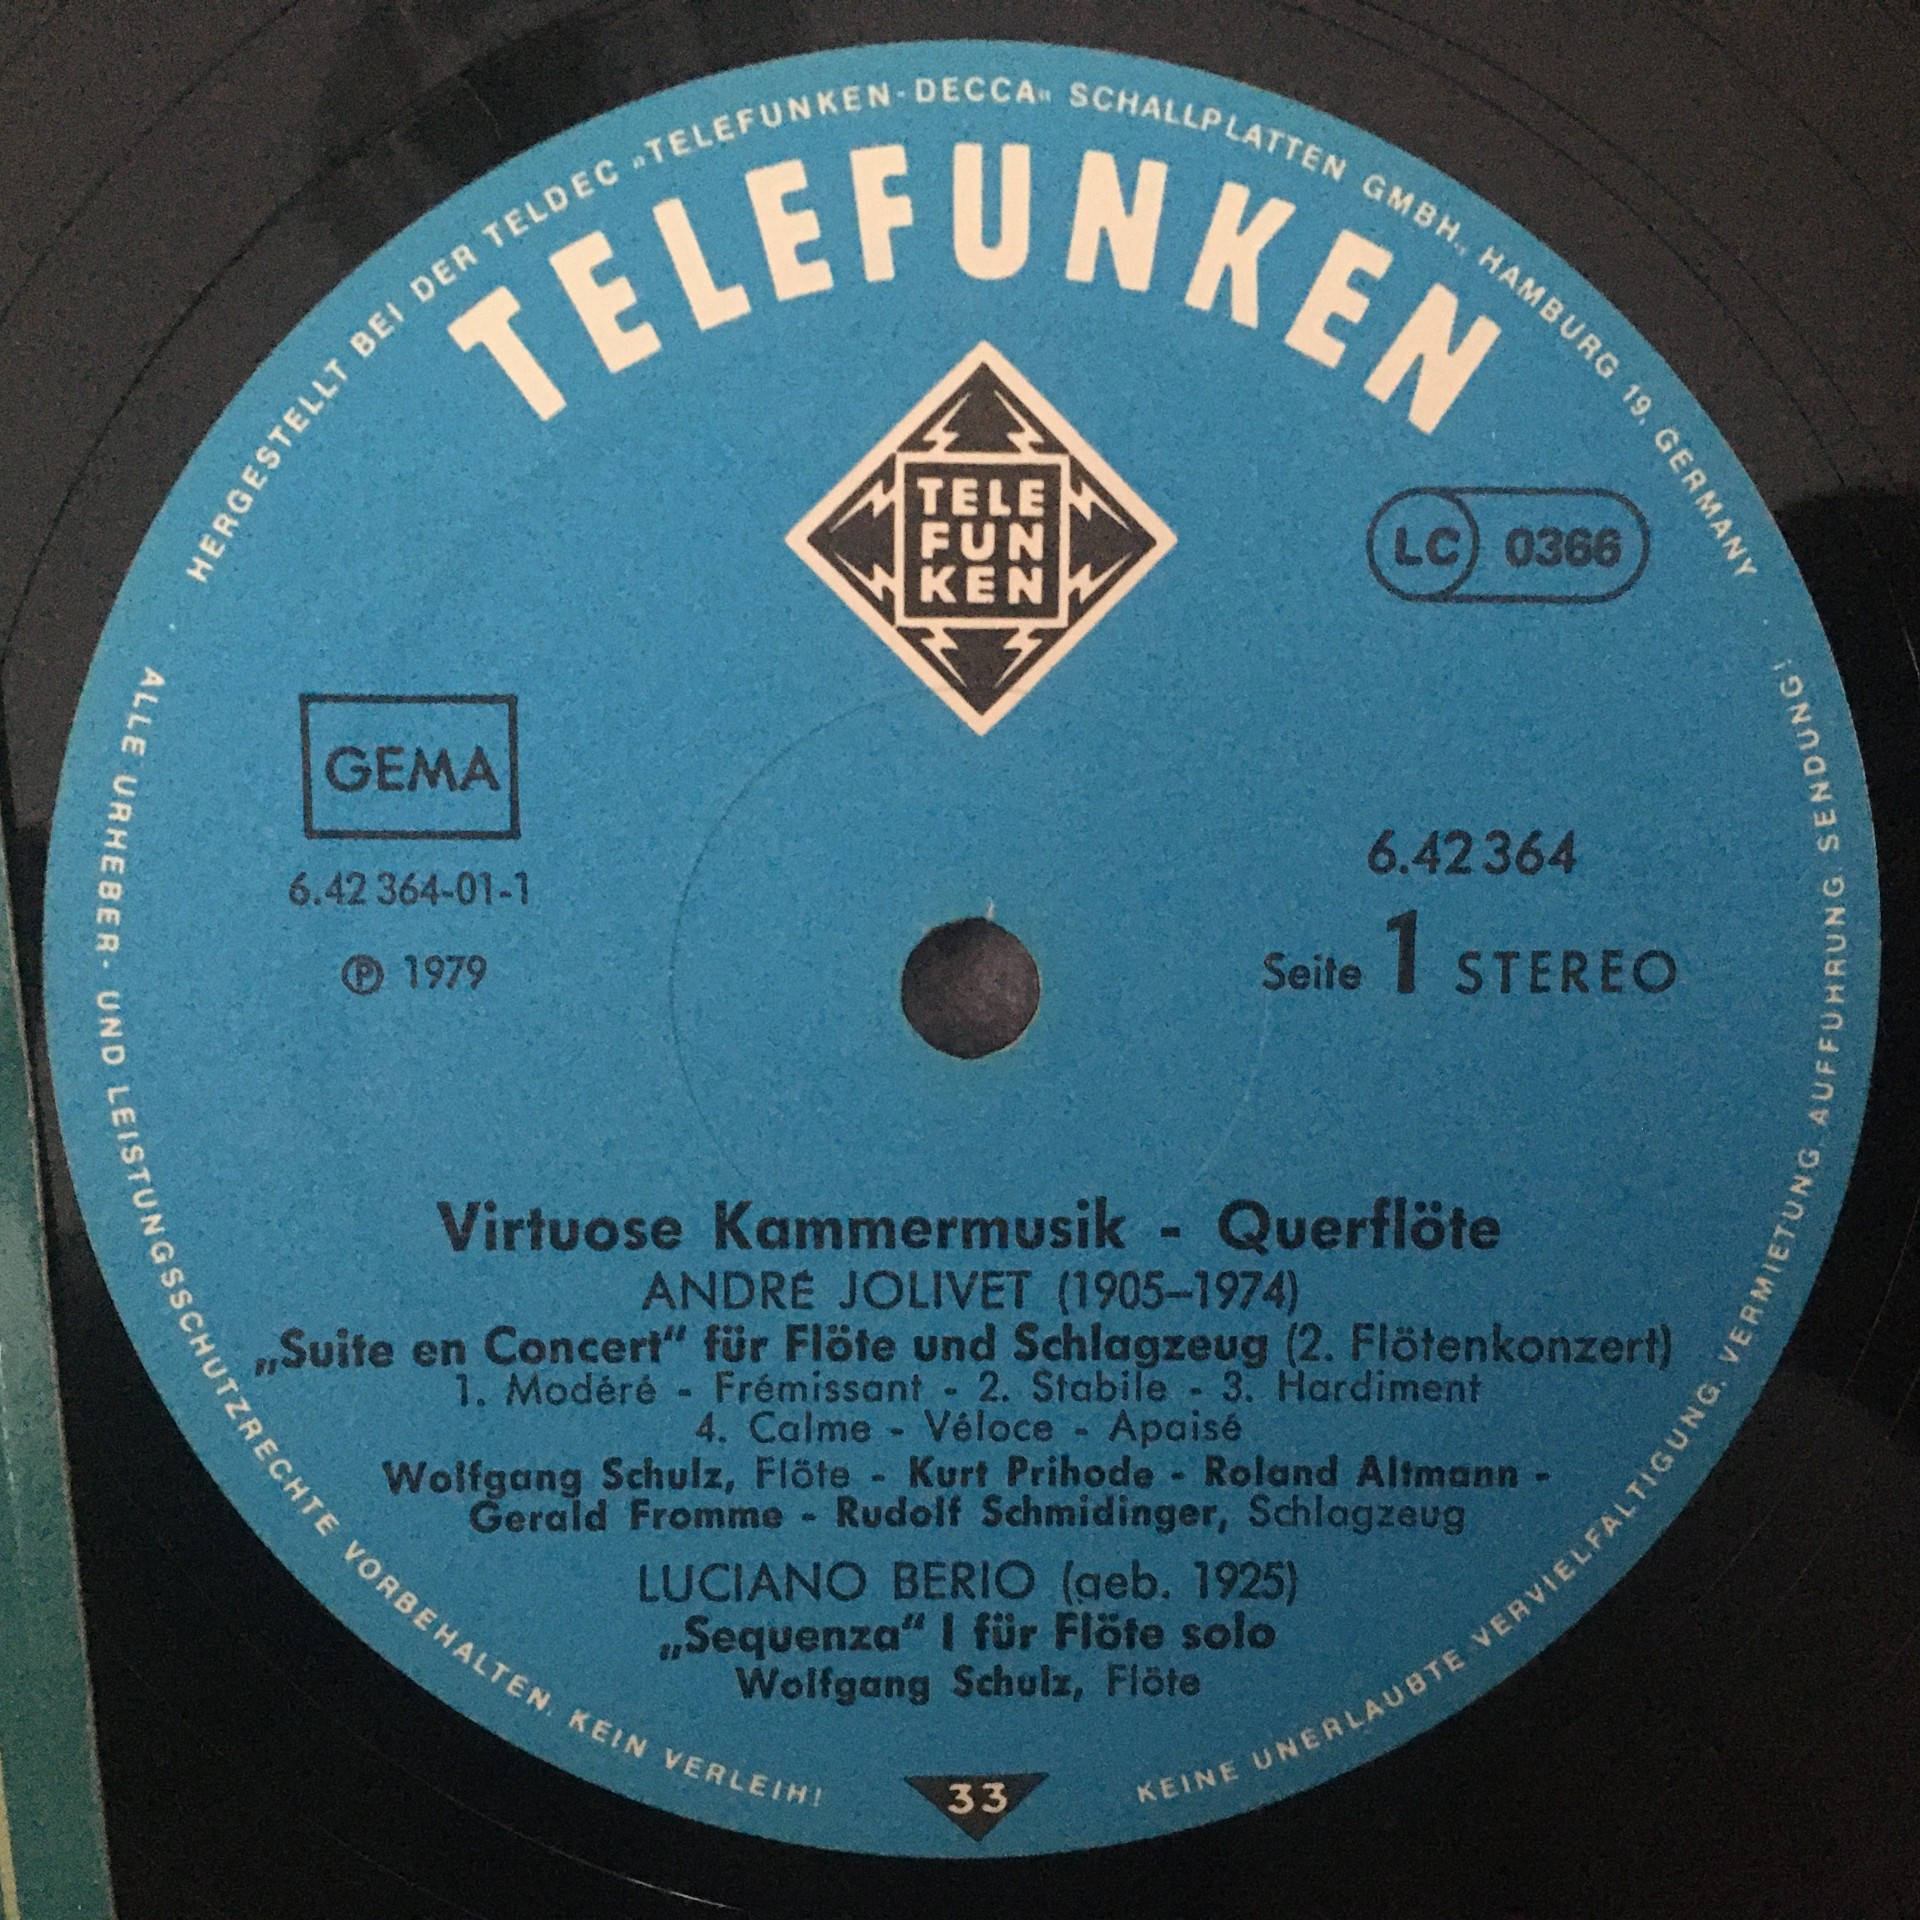 HERGESTELLT BEI DER TELDEC »TELEFUNKEN-DECCA« SCHALLPLATTEN GMBH., HAMBURG 19, GERMANY
TELEFUNKEN
TELE
FUN
KEN
LC 0366
GEMA
6.42 364-01-1
℗ 1979
6.42364
Seite 1 STEREO
Virtuose Kammermusik - Querflöte
ANDRÉ JOLIVET (1905–1974)
„Suite en Concert“ für Flöte und Schlagzeug (2. Flötenkonzert)
1. Modéré - Frémissant - 2. Stabile - 3. Hardiment
4. Calme - Véloce - Apaisé
Wolfgang Schulz, Flöte - Kurt Prihode - Roland Altmann -
Gerald Fromme - Rudolf Schmidinger, Schlagzeug
LUCIANO BERIO (geb. 1925)
„Sequenza“ I für Flöte solo
Wolfgang Schulz, Flöte
33
ALLE URHEBER- UND LEISTUNGSSCHUTZRECHTE VORBEHALTEN. KEIN VERLEIH!
KEINE UNERLAUBTE VERVIELFÄLTIGUNG, VERMIETUNG, AUFFÜHRUNG, SENDUNG!